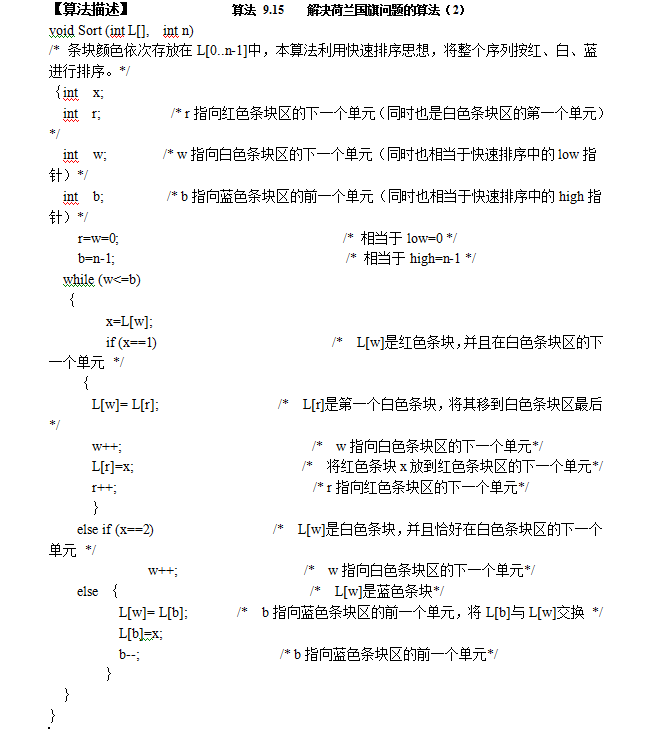 【算法描述】 算法 9.15 解决荷兰国旗问题的算法（2）
void Sort (int L[], int n)
/* 条块颜色依次存放在 L[0..n-1]中，本算法利用快速排序思想，将整个序列按红、白、蓝
进行排序。*/
{int x;
int r; /* r 指向红色条块区的下一个单元（同时也是白色条块区的第一个单元）
*/
int w; /* w 指向白色条块区的下一个单元（同时也相当于快速排序中的 low 指
针）*/
int b; /* b 指向蓝色条块区的前一个单元（同时也相当于快速排序中的 high 指
针）*/
r=w=0; /* 相当于 low=0 */
b=n-1; /* 相当于 high=n-1 */
while (w<=b)
{
x=L[w];
if (x==1) /* L[w]是红色条块，并且在白色条块区的下
一个单元 */
{
L[w]= L[r]; /* L[r]是第一个白色条块，将其移到白色条块区最后
*/
w++; /* w 指向白色条块区的下一个单元*/
L[r]=x; /* 将红色条块 x 放到红色条块区的下一个单元*/
r++; /* r 指向红色条块区的下一个单元*/
}
else if (x==2) /* L[w]是白色条块，并且恰好在白色条块区的下一个
单元 */
w++; /* w 指向白色条块区的下一个单元*/
else { /* L[w]是蓝色条块*/
L[w]= L[b]; /* b 指向蓝色条块区的前一个单元，将 L[b]与 L[w]交换 */
L[b]=x;
b--; /* b 指向蓝色条块区的前一个单元*/
}
}
}